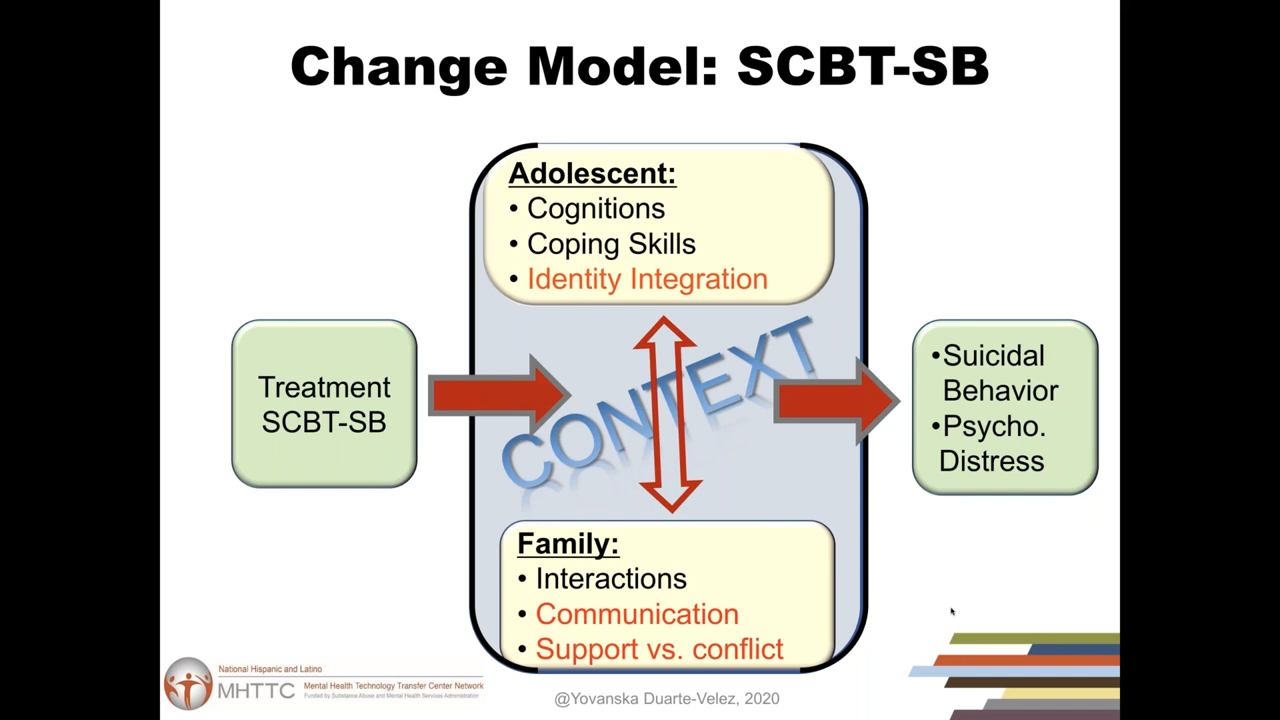 Change Model: SCBT-SB
Adolescent:
• Cognitions
• Coping Skills
• Identity Integration
Treatment
SCBT-SB
CONTEXT
•Suicidal
Behavior
•Psycho.
Distress
Family:
• Interactions
• Communication
• Support vs. conflict
National Hispanic and Latino
MHTTC
Mental Health Technology Transfer Center Network
Funded by Substance Abuse and Mental Health Services Administration
@Yovanska Duarte-Velez, 2020